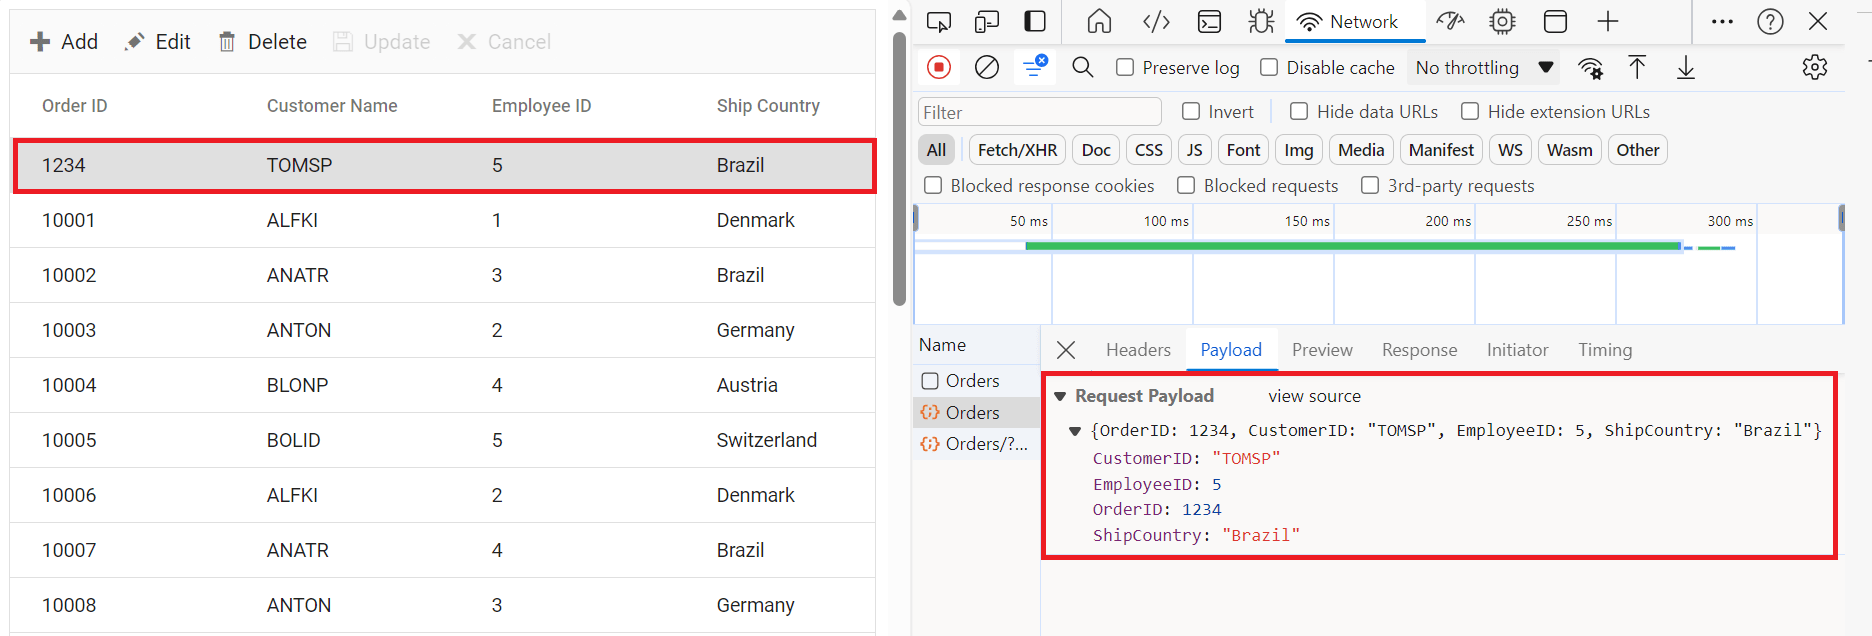 Add Edit Delete Update Cancel
Order ID Customer Name Employee ID Ship Country
1234 TOMSP 5 Brazil
10001 ALFKI 1 Denmark
10002 ANATR 3 Brazil
10003 ANTON 2 Germany
10004 BLONP 4 Austria
10005 BOLID 5 Switzerland
10006 ALFKI 2 Denmark
10007 ANATR 4 Brazil
10008 ANTON 3 Germany
Network
Preserve log Disable cache No throttling
Filter Invert Hide data URLs Hide extension URLs
All Fetch/XHR Doc CSS JS Font Img Media Manifest WS Wasm Other
Blocked response cookies Blocked requests 3rd-party requests
50 ms 100 ms 150 ms 200 ms 250 ms 300 ms
Name
Orders
Orders
Orders/?...
Headers Payload Preview Response Initiator Timing
Request Payload view source
{OrderID: 1234, CustomerID: "TOMSP", EmployeeID: 5, ShipCountry: "Brazil"}
CustomerID: "TOMSP"
EmployeeID: 5
OrderID: 1234
ShipCountry: "Brazil"